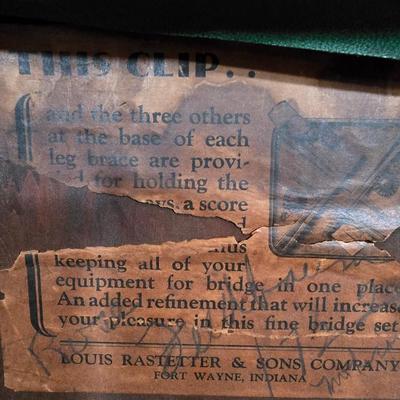 THIS CLIP..
and the three others
at the base of each
leg brace are provi-
for holding the
a score
keeping all of your
equipment for bridge in one place
An added refinement that will increase
your pleasure in this fine bridge set
LOUIS RASTETTER & SONS COMPANY
FORT WAYNE, INDIANA